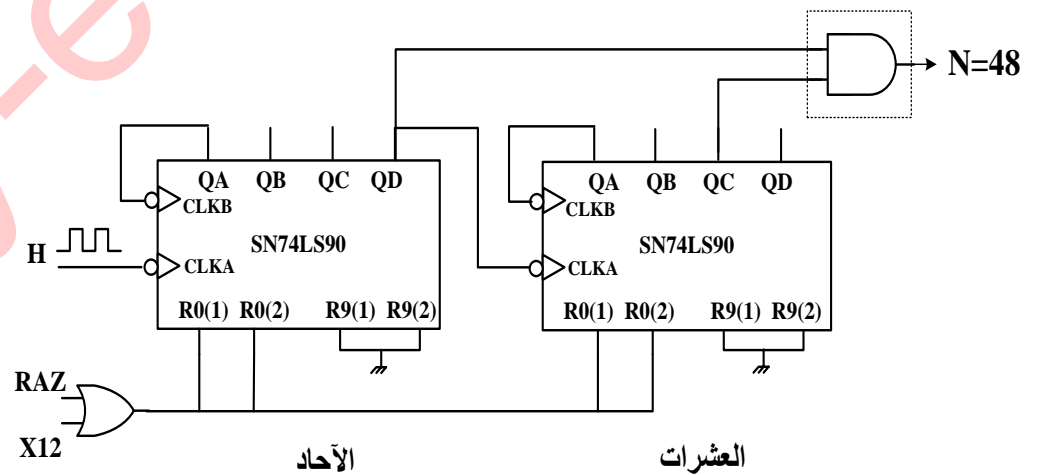 N=48
QA QB QC QD
CLKB
SN74LS90
CLKA
R0(1) R0(2) R9(1) R9(2)
QA QB QC QD
CLKB
SN74LS90
CLKA
R0(1) R0(2) R9(1) R9(2)
H
RAZ
X12
الآحاد
العشرات